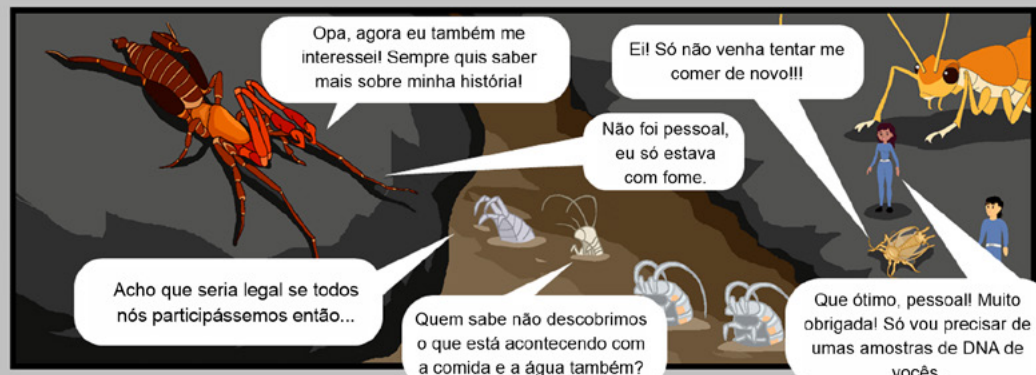 Opa, agora eu também me
interessei! Sempre quis saber
mais sobre minha história!
Ei! Só não venha tentar me
comer de novo!!!
Não foi pessoal,
eu só estava
com fome.
Acho que seria legal se todos
nós participássemos então...
Quem sabe não descobrimos
o que está acontecendo com
a comida e a água também?
Que ótimo, pessoal! Muito
obrigada! Só vou precisar de
umas amostras de DNA de
vocês